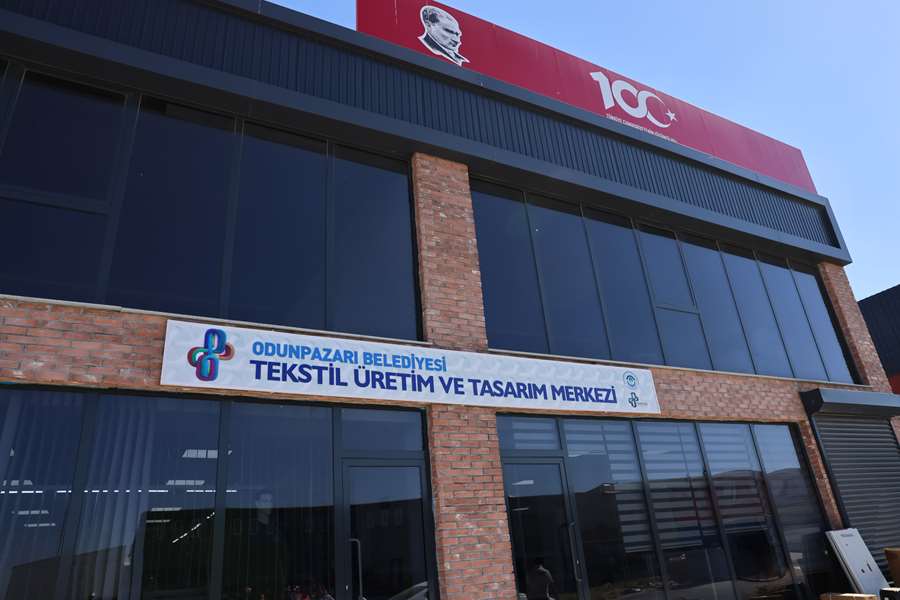 100
ODUNPAZARI BELEDİYESİ
TEKSTİL ÜRETİM VE TASARIM MERKEZİ